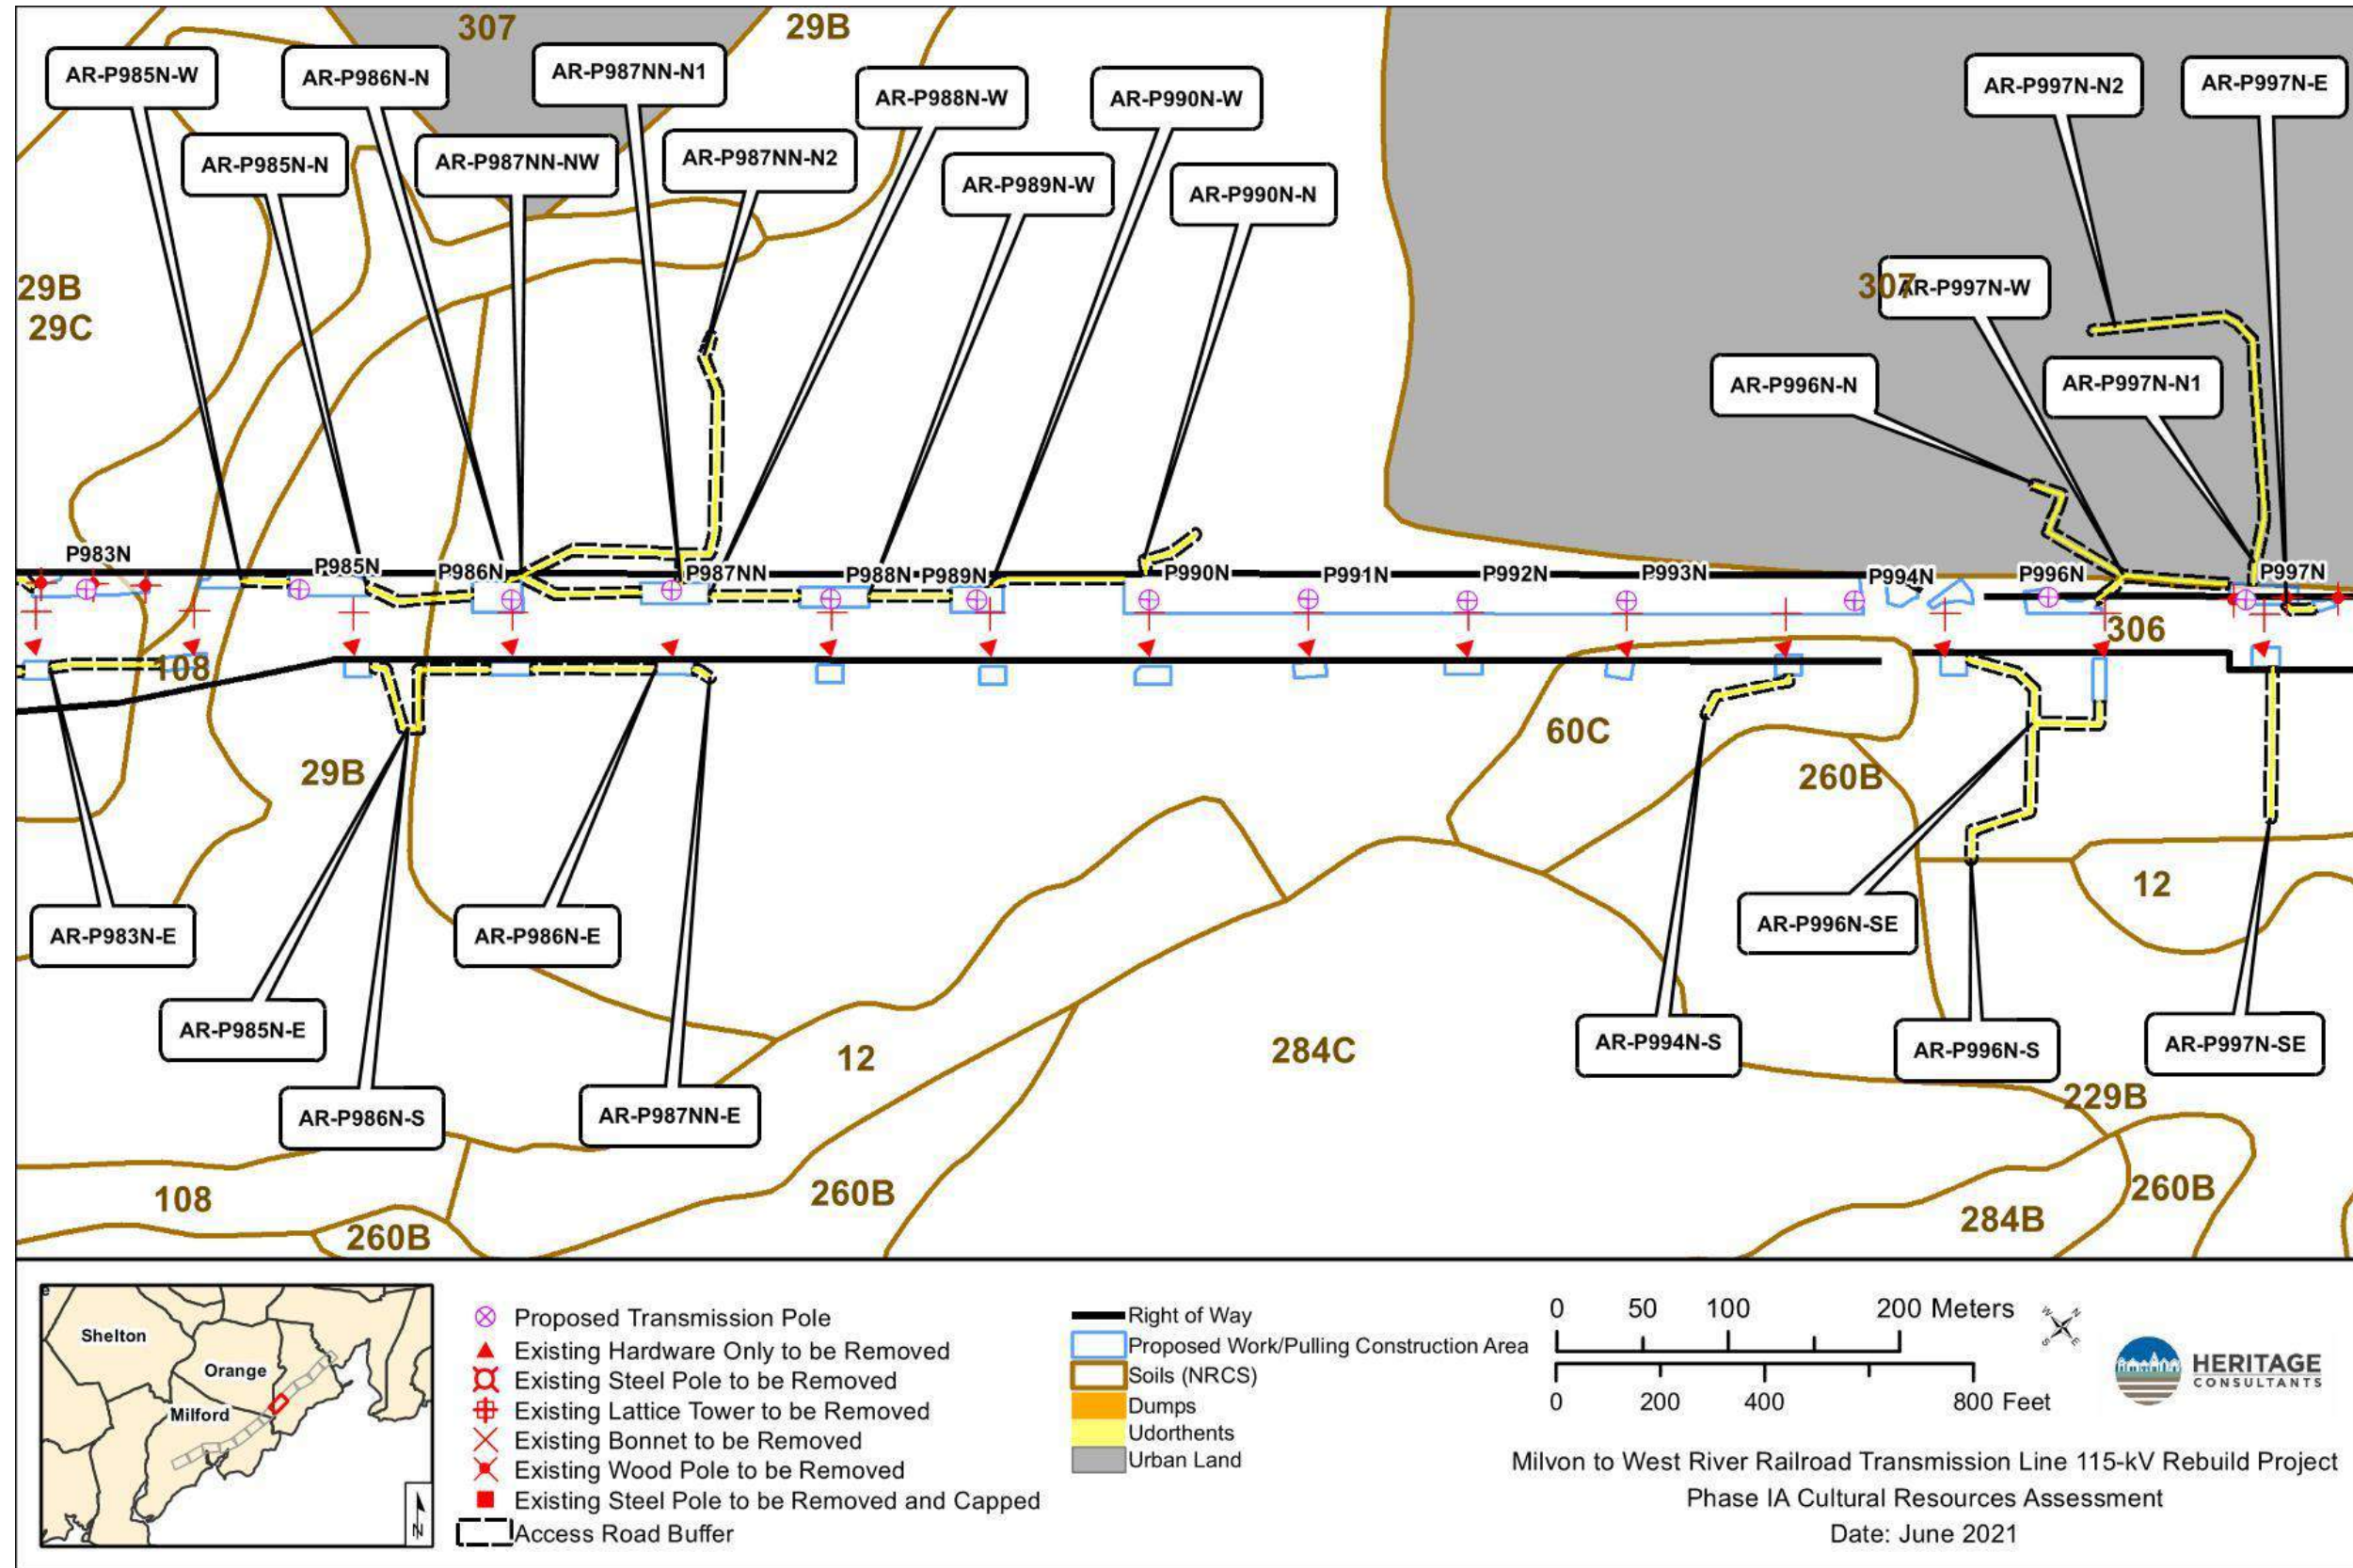 307
29B
AR-P985N-W
AR-P986N-N
AR-P987NN-N1
AR-P988N-W
AR-P990N-W
AR-P997N-N2
AR-P997N-E
AR-P985N-N
AR-P987NN-NW
AR-P987NN-N2
AR-P989N-W
AR-P990N-N
29B
29C
307
AR-P997N-W
AR-P996N-N
AR-P997N-N1
P983N
P985N
P986N
P987NN
P988N
P989N
P990N
P991N
P992N
P993N
P994N
P996N
P997N
306
108
29B
60C
260B
12
AR-P983N-E
AR-P986N-E
AR-P996N-SE
AR-P985N-E
AR-P994N-S
AR-P996N-S
AR-P997N-SE
12
284C
AR-P986N-S
AR-P987NN-E
229B
108
260B
260B
284B
260B
e
Shelton
Orange
Milford
N
Proposed Transmission Pole
Existing Hardware Only to be Removed
Existing Steel Pole to be Removed
Existing Lattice Tower to be Removed
Existing Bonnet to be Removed
Existing Wood Pole to be Removed
Existing Steel Pole to be Removed and Capped
Access Road Buffer
Right of Way
Proposed Work/Pulling Construction Area
Soils (NRCS)
Dumps
Udorthents
Urban Land
0 50 100 200 Meters
0 200 400 800 Feet
W N
S E
HERITAGE
CONSULTANTS
Milvon to West River Railroad Transmission Line 115-kV Rebuild Project
Phase IA Cultural Resources Assessment
Date: June 2021